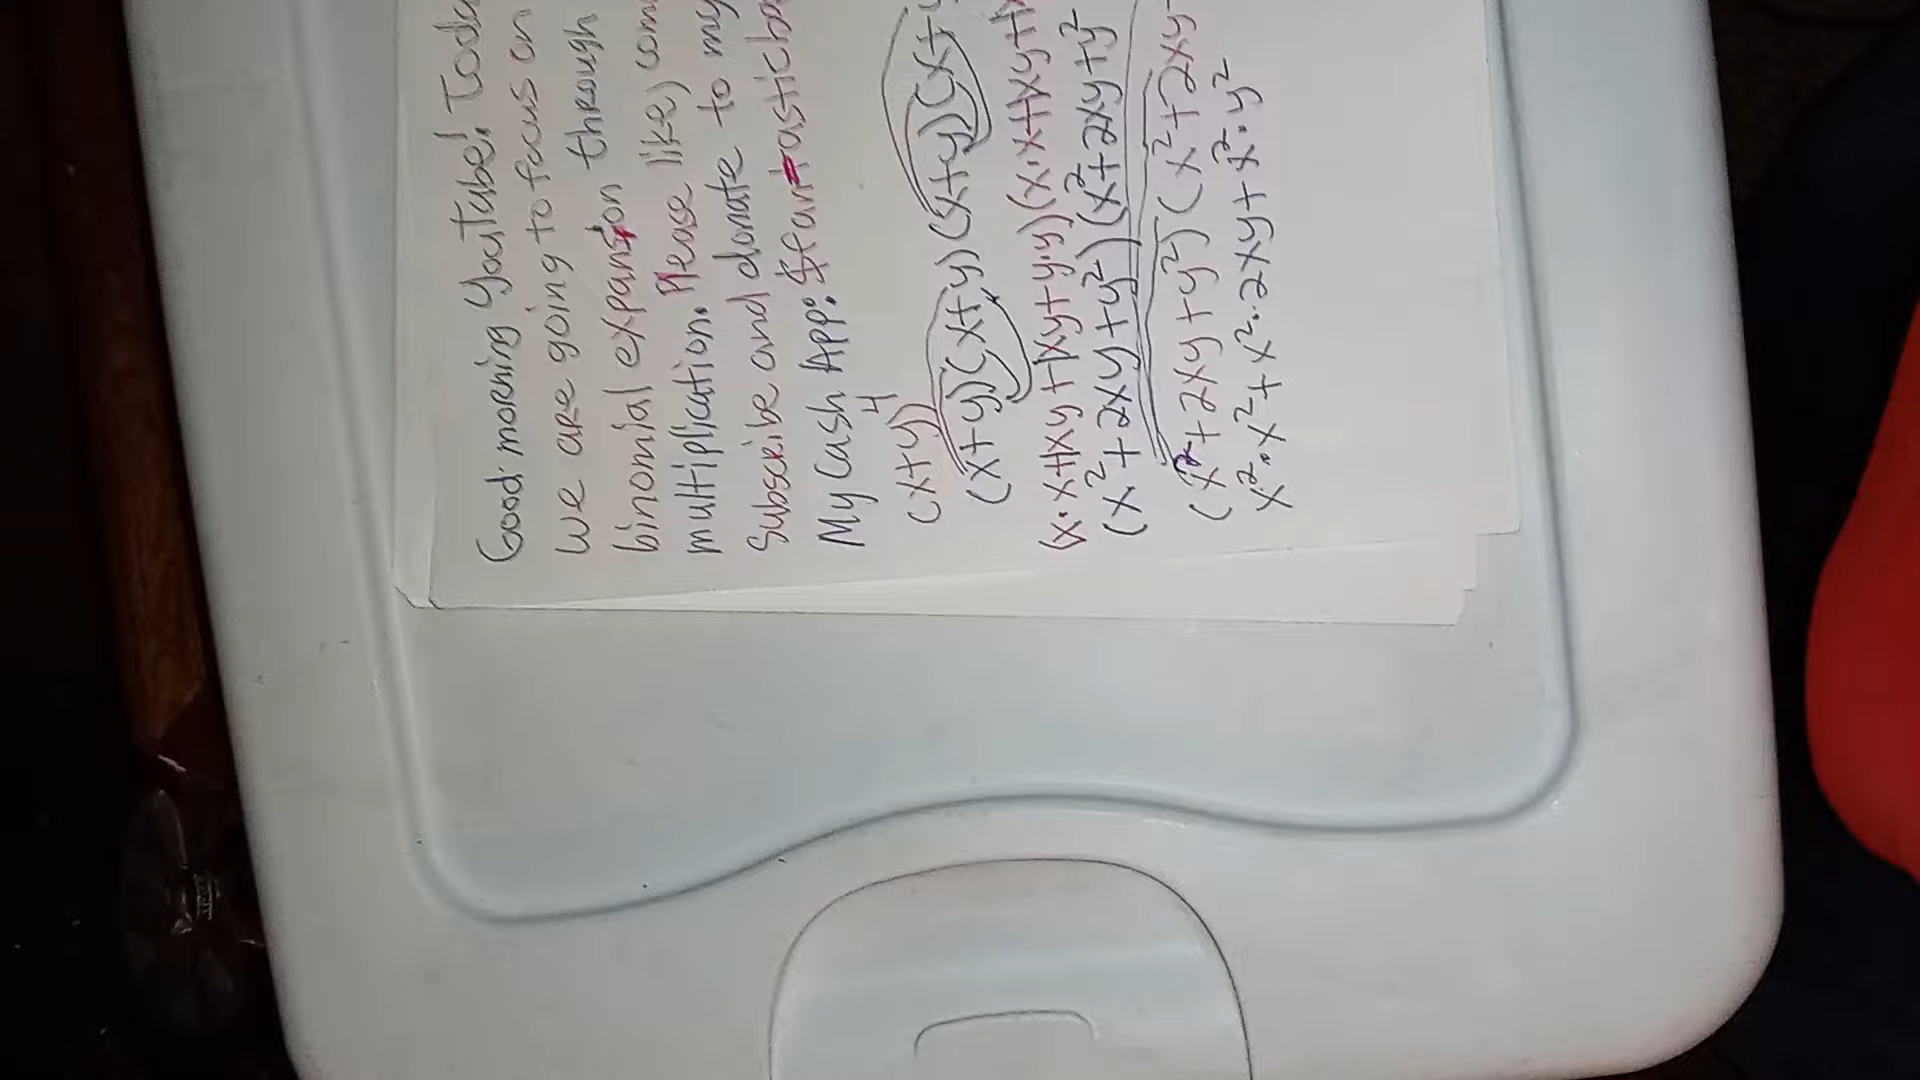 Good morning YouTube! Toda
we are going to focus on
binomial expansion through
multiplication. Please like, com
Subscribe and donate to my
My Cash App: $fantasticba
(x+y)⁴
(x+y)(x+y)(x+y)(x+y
(x·x+1xy+1xy+y·y)(x·x+1xy+1
(x²+2xy+y²)(x²+2xy+y²
(x²+2xy+y²)(x²+2xy
x²·x²+x²·2xy+x²·y²